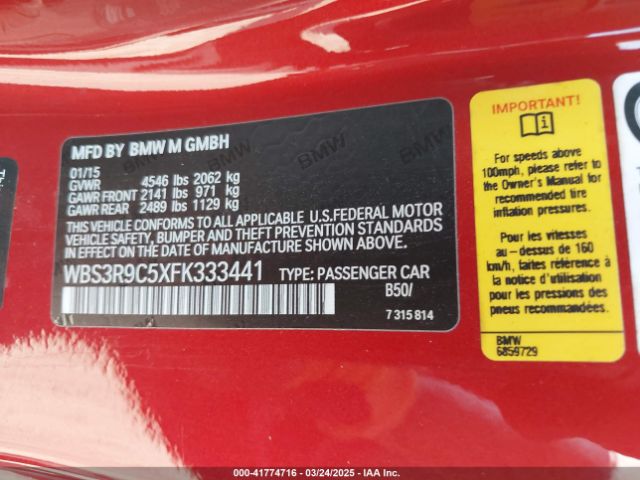 MFD BY BMW M GMBH
01/15
GVWR 4546 lbs 2062 kg
GAWR FRONT 2141 lbs 971 kg
GAWR REAR 2489 lbs 1129 kg
THIS VEHICLE CONFORMS TO ALL APPLICABLE U.S.FEDERAL MOTOR
VEHICLE SAFETY, BUMPER AND THEFT PREVENTION STANDARDS
IN EFFECT ON THE DATE OF MANUFACTURE SHOWN ABOVE.
WBS3R9C5XFK333441 TYPE: PASSENGER CAR
B50/
7 315 814
IMPORTANT!
For speeds above
100mph, please refer to
the Owner's Manual for
recommended tire
inflation pressures.
Pour vitesses
au-dessus de 160
km/h, faites référence à
la notice d'utilisation
pour les pressions des
pneus recommandées.
BMW
6859729
000-41774716 - 03/24/2025 - IAA Inc.